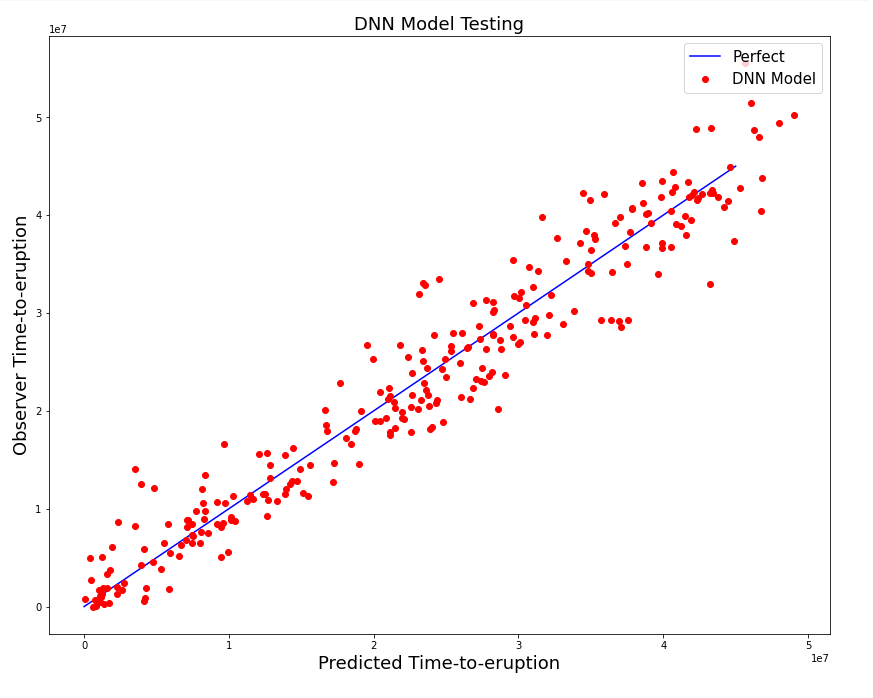 DNN Model Testing
1e7
Perfect
DNN Model
Observer Time-to-eruption
5
4
3
2
1
0
0 1 2 3 4 5
1e7
Predicted Time-to-eruption